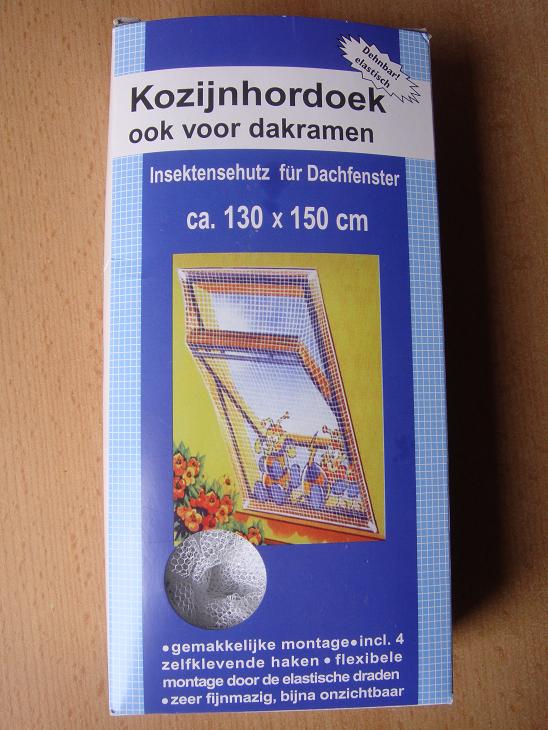 Dehnbar!
elastisch
Kozijnhordoek
ook voor dakramen
Insektensehutz für Dachfenster
ca. 130 x 150 cm
•gemakkelijke montage•incl. 4
zelfklevende haken • flexibele
montage door de elastische draden
•zeer fijnmazig, bijna onzichtbaar